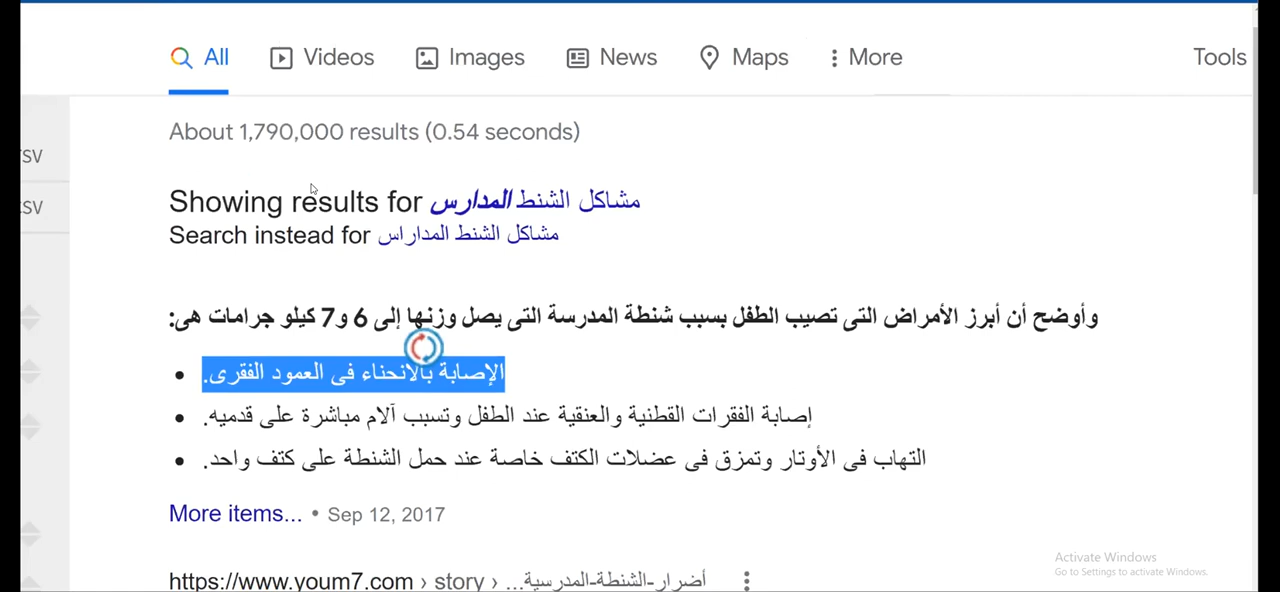 All Videos Images News Maps More Tools
About 1,790,000 results (0.54 seconds)
SV
Showing results for مشاكل الشنط المدارس
SV
Search instead for مشاكل الشنط المداراس
وأوضح أن أبرز الأمراض التى تصيب الطفل بسبب شنطة المدرسة التى يصل وزنها إلى 6 و7 كيلو جرامات هى:
الإصابة بالانحناء فى العمود الفقرى.
إصابة الفقرات القطنية والعنقية عند الطفل وتسبب آلام مباشرة على قدميه.
التهاب فى الأوتار وتمزق فى عضلات الكتف خاصة عند حمل الشنطة على كتف واحد.
More items... • Sep 12, 2017
Activate Windows
Go to Settings to activate Windows.
https://www.youm7.com › story › أضرار-الشنطة-المدرسية...